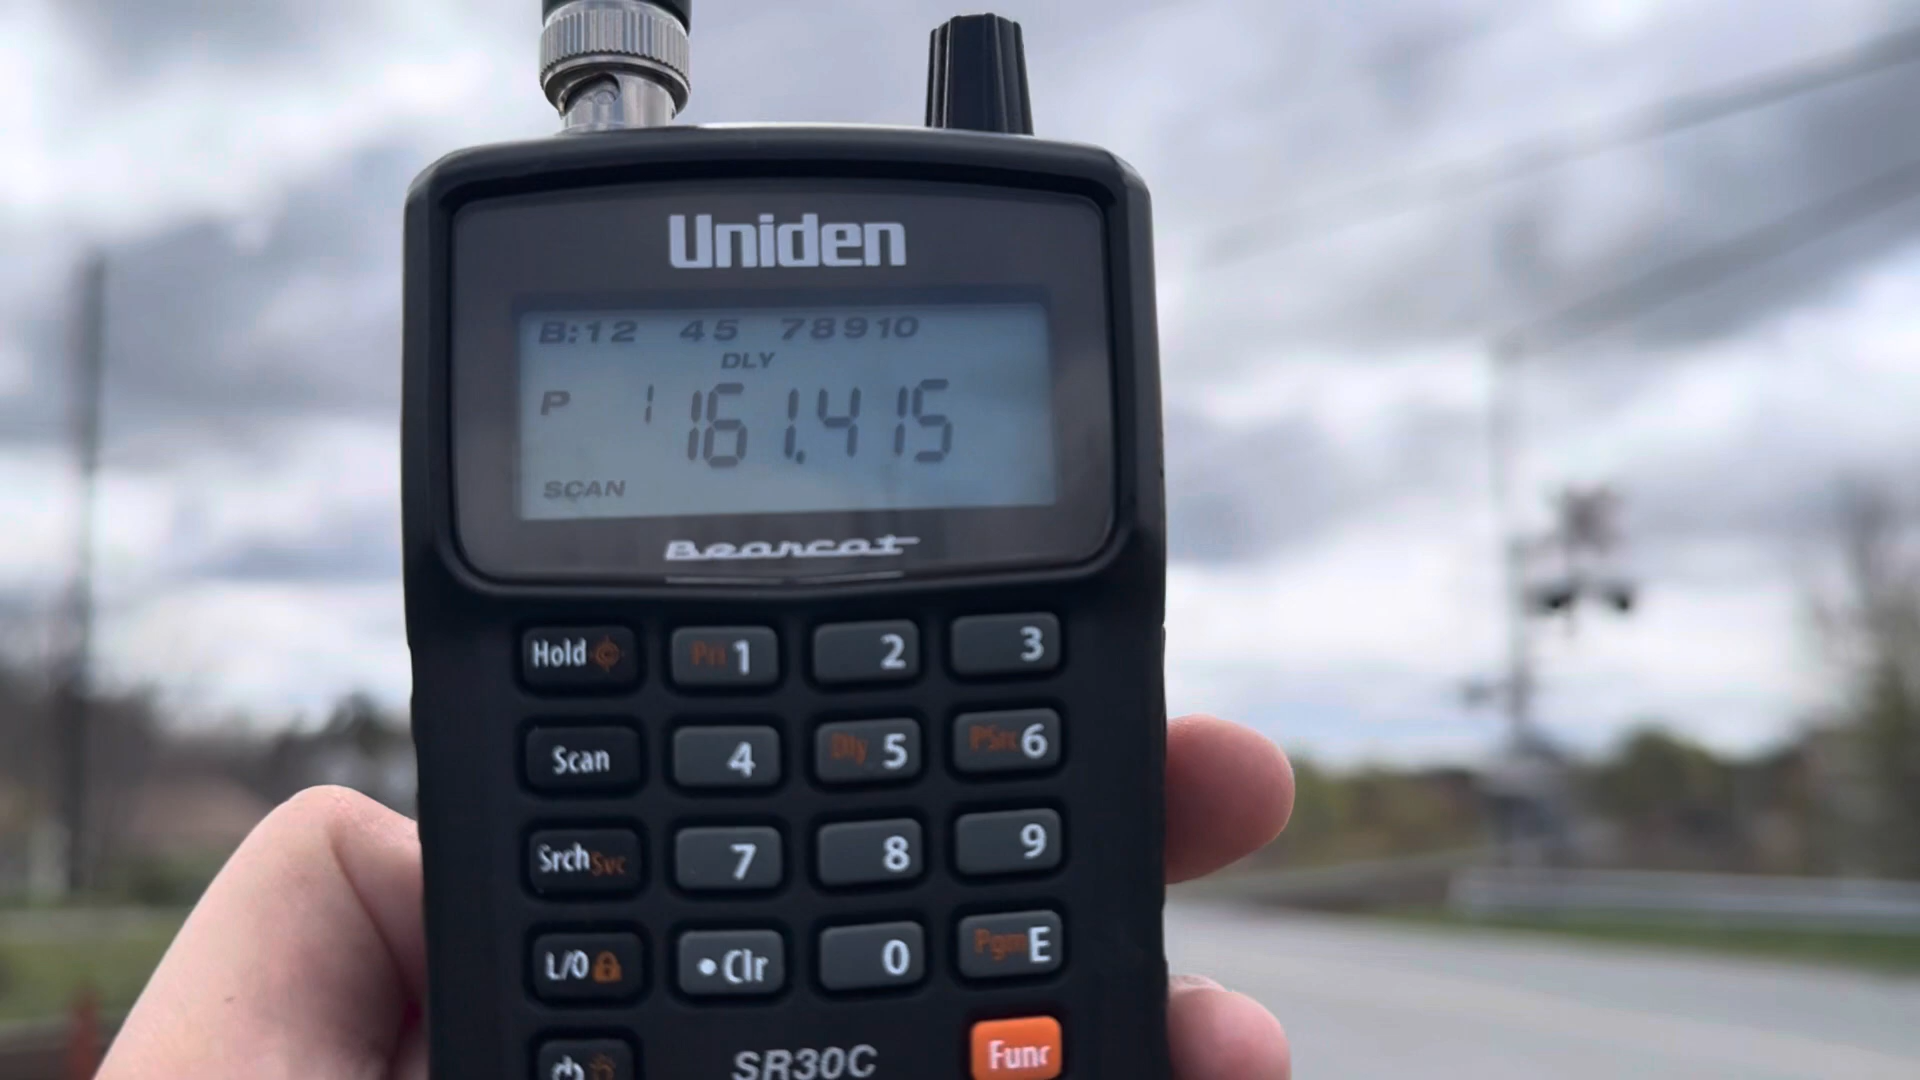 Uniden
B:12 45 78910
DLY
P 1 161.415
SCAN
Bearcat
Hold Pri 1 2 3
Scan 4 Dly 5 PSrc 6
Srch Svc 7 8 9
L/O •Clr 0 Pgm E
SR30C Func